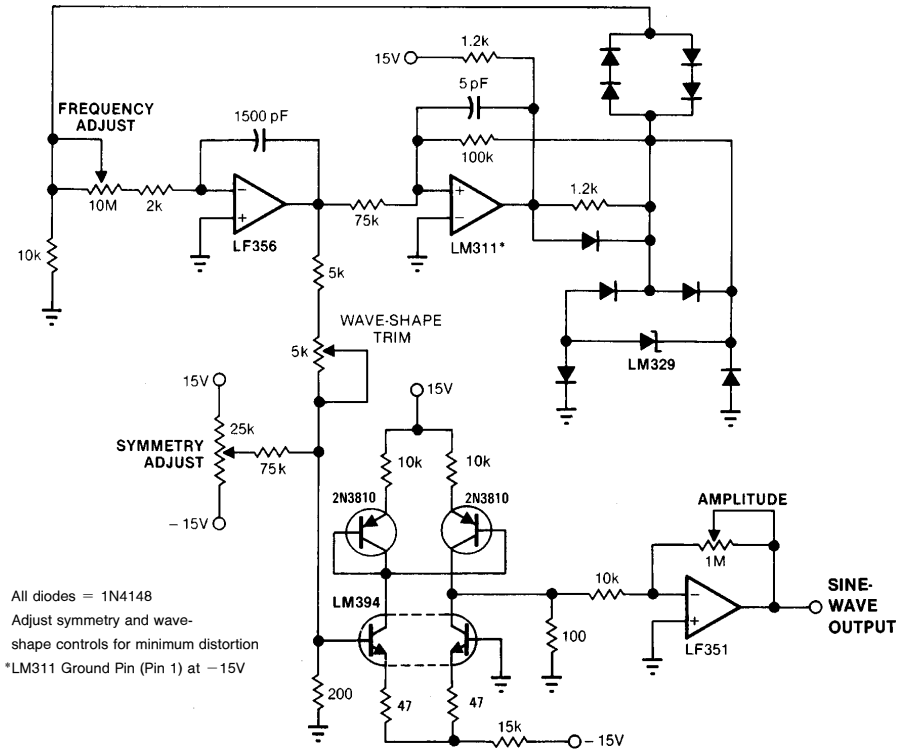 1.2k
15V
5 pF
FREQUENCY
ADJUST
1500 pF
100k
10M
2k
−
+
LF356
75k
+
−
LM311*
1.2k
10k
5k
WAVE-SHAPE
TRIM
5k
LM329
15V
15V
25k
SYMMETRY
ADJUST
75k
10k
10k
− 15V
2N3810
2N3810
AMPLITUDE
1M
All diodes = 1N4148
Adjust symmetry and wave-
shape controls for minimum distortion
*LM311 Ground Pin (Pin 1) at −15V
LM394
10k
−
+
LF351
SINE-
WAVE
OUTPUT
100
200
47
47
15k
− 15V